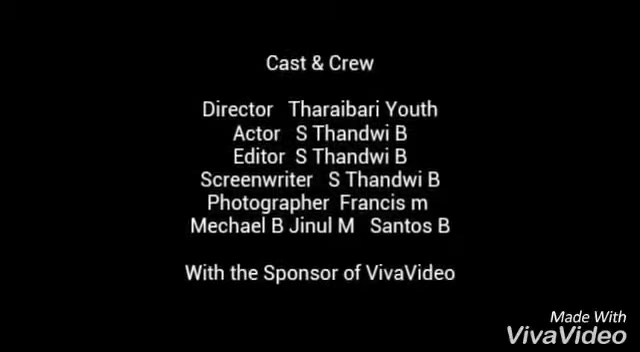 Cast & Crew
Director Tharaibari Youth
Actor S Thandwi B
Editor S Thandwi B
Screenwriter S Thandwi B
Photographer Francis m
Mechael B Jinul M Santos B
With the Sponsor of VivaVideo
Made With
VivaVideo